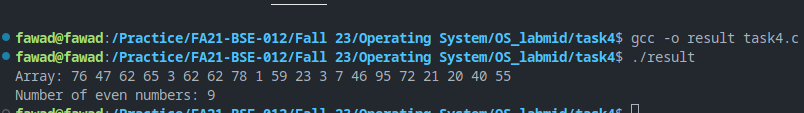 fawad@fawad:/Practice/FA21-BSE-012/Fall 23/Operating System/OS_labmid/task4$ gcc -o result task4.c
fawad@fawad:/Practice/FA21-BSE-012/Fall 23/Operating System/OS_labmid/task4$ ./result
Array: 76 47 62 65 3 62 62 78 1 59 23 3 7 46 95 72 21 20 40 55
Number of even numbers: 9
fawad@fawad:/Practice/FA21-BSE-012/Fall 23/Operating System/OS_labmid/task4$